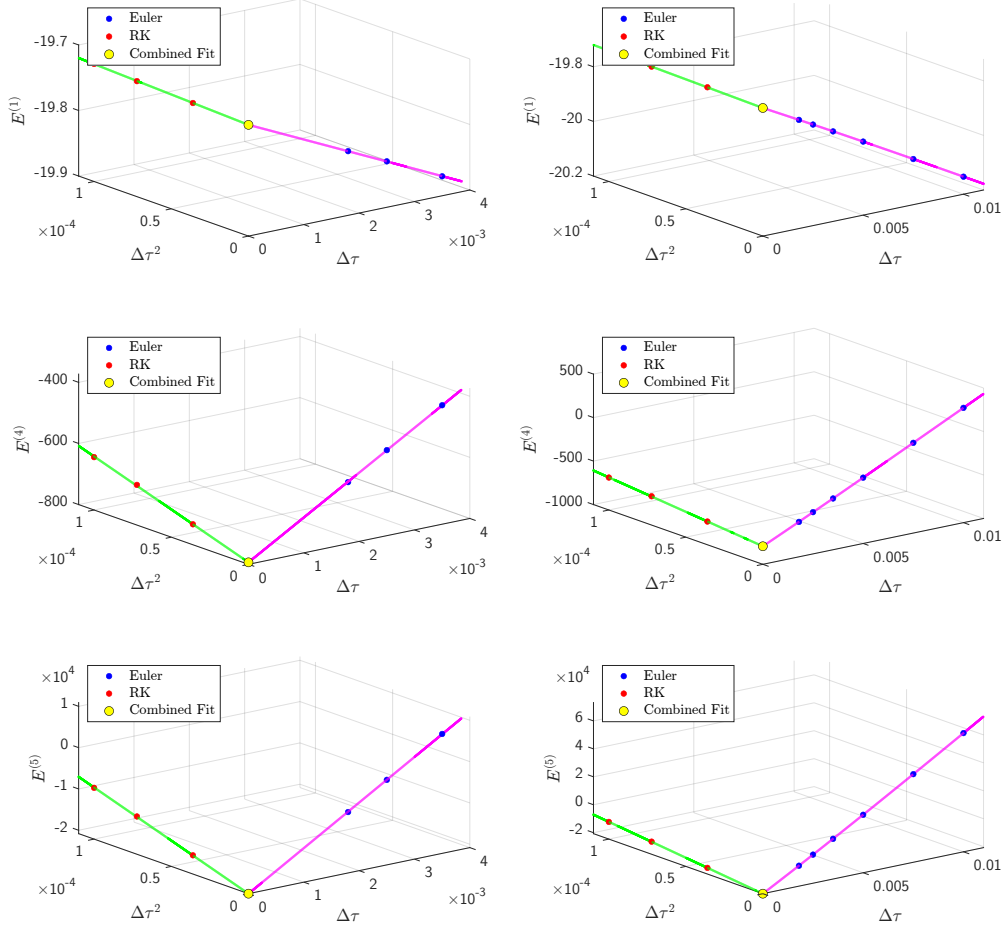 Euler
RK
Combined Fit
-19.7
-19.8
-19.9
E^{(1)}
1
0.5
0
×10^{-4}
Δτ^2
0
1
2
3
4
×10^{-3}
Δτ
Euler
RK
Combined Fit
-19.8
-20
-20.2
E^{(1)}
1
0.5
0
×10^{-4}
Δτ^2
0
0.005
0.01
Δτ
Euler
RK
Combined Fit
-400
-600
-800
E^{(4)}
1
0.5
0
×10^{-4}
Δτ^2
0
1
2
3
4
×10^{-3}
Δτ
Euler
RK
Combined Fit
500
0
-500
-1000
E^{(4)}
1
0.5
0
×10^{-4}
Δτ^2
0
0.005
0.01
Δτ
×10^4
Euler
RK
Combined Fit
1
0
-1
-2
E^{(5)}
1
0.5
0
×10^{-4}
Δτ^2
0
1
2
3
4
×10^{-3}
Δτ
×10^4
Euler
RK
Combined Fit
6
4
2
0
-2
E^{(5)}
1
0.5
0
×10^{-4}
Δτ^2
0
0.005
0.01
Δτ